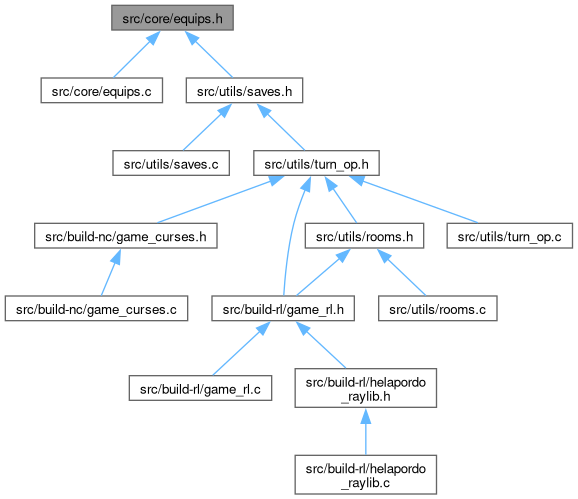 src/core/equips.h
src/core/equips.c
src/utils/saves.h
src/utils/saves.c
src/utils/turn_op.h
src/build-nc/game_curses.h
src/utils/rooms.h
src/utils/turn_op.c
src/build-nc/game_curses.c
src/build-rl/game_rl.h
src/utils/rooms.c
src/build-rl/game_rl.c
src/build-rl/helapordo
_raylib.h
src/build-rl/helapordo
_raylib.c